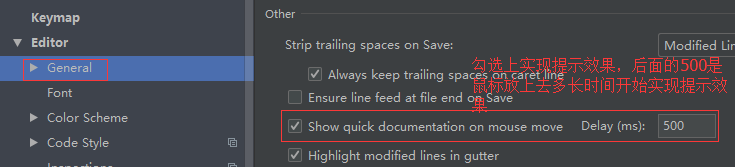 Keymap
Editor
General
Font
Color Scheme
Code Style
Inspections
Other
Strip trailing spaces on Save:
Modified Lin
Always keep trailing spaces on caret line
Ensure line feed at file end on Save
Show quick documentation on mouse move
Delay (ms):
500
Highlight modified lines in gutter
勾选上实现提示效果，后面的500是
鼠标放上去多长时间开始实现提示效
果